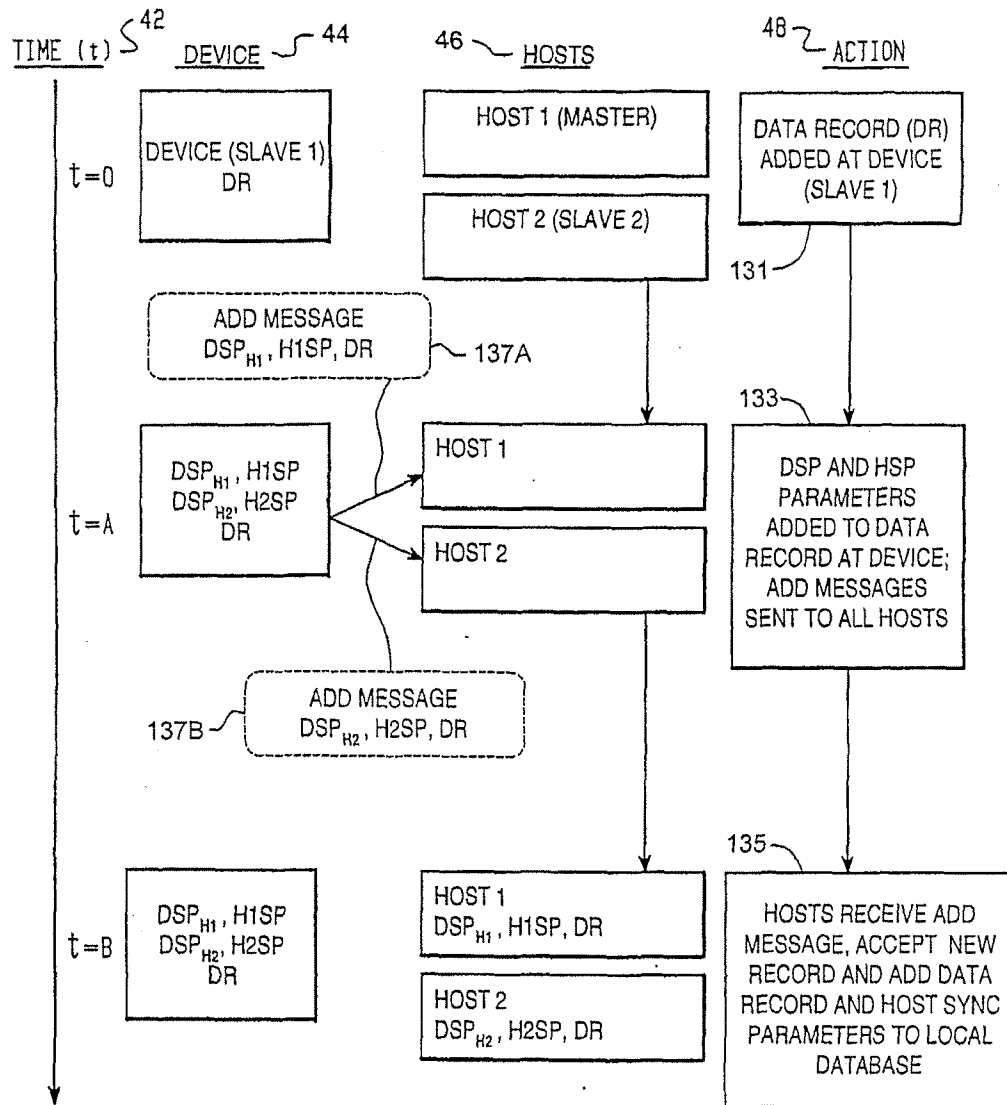 42
44
46
48
TIME (t)
DEVICE
HOSTS
ACTION
t=0
DEVICE (SLAVE 1)
DR
HOST 1 (MASTER)
HOST 2 (SLAVE 2)
DATA RECORD (DR)
ADDED AT DEVICE
(SLAVE 1)
131
ADD MESSAGE
DSP_H1, H1SP, DR
137A
133
t=A
DSP_H1, H1SP
DSP_H2, H2SP
DR
HOST 1
HOST 2
DSP AND HSP
PARAMETERS
ADDED TO DATA
RECORD AT DEVICE;
ADD MESSAGES
SENT TO ALL HOSTS
ADD MESSAGE
DSP_H2, H2SP, DR
137B
135
t=B
DSP_H1, H1SP
DSP_H2, H2SP
DR
HOST 1
DSP_H1, H1SP, DR
HOST 2
DSP_H2, H2SP, DR
HOSTS RECEIVE ADD
MESSAGE, ACCEPT NEW
RECORD AND ADD DATA
RECORD AND HOST SYNC
PARAMETERS TO LOCAL
DATABASE